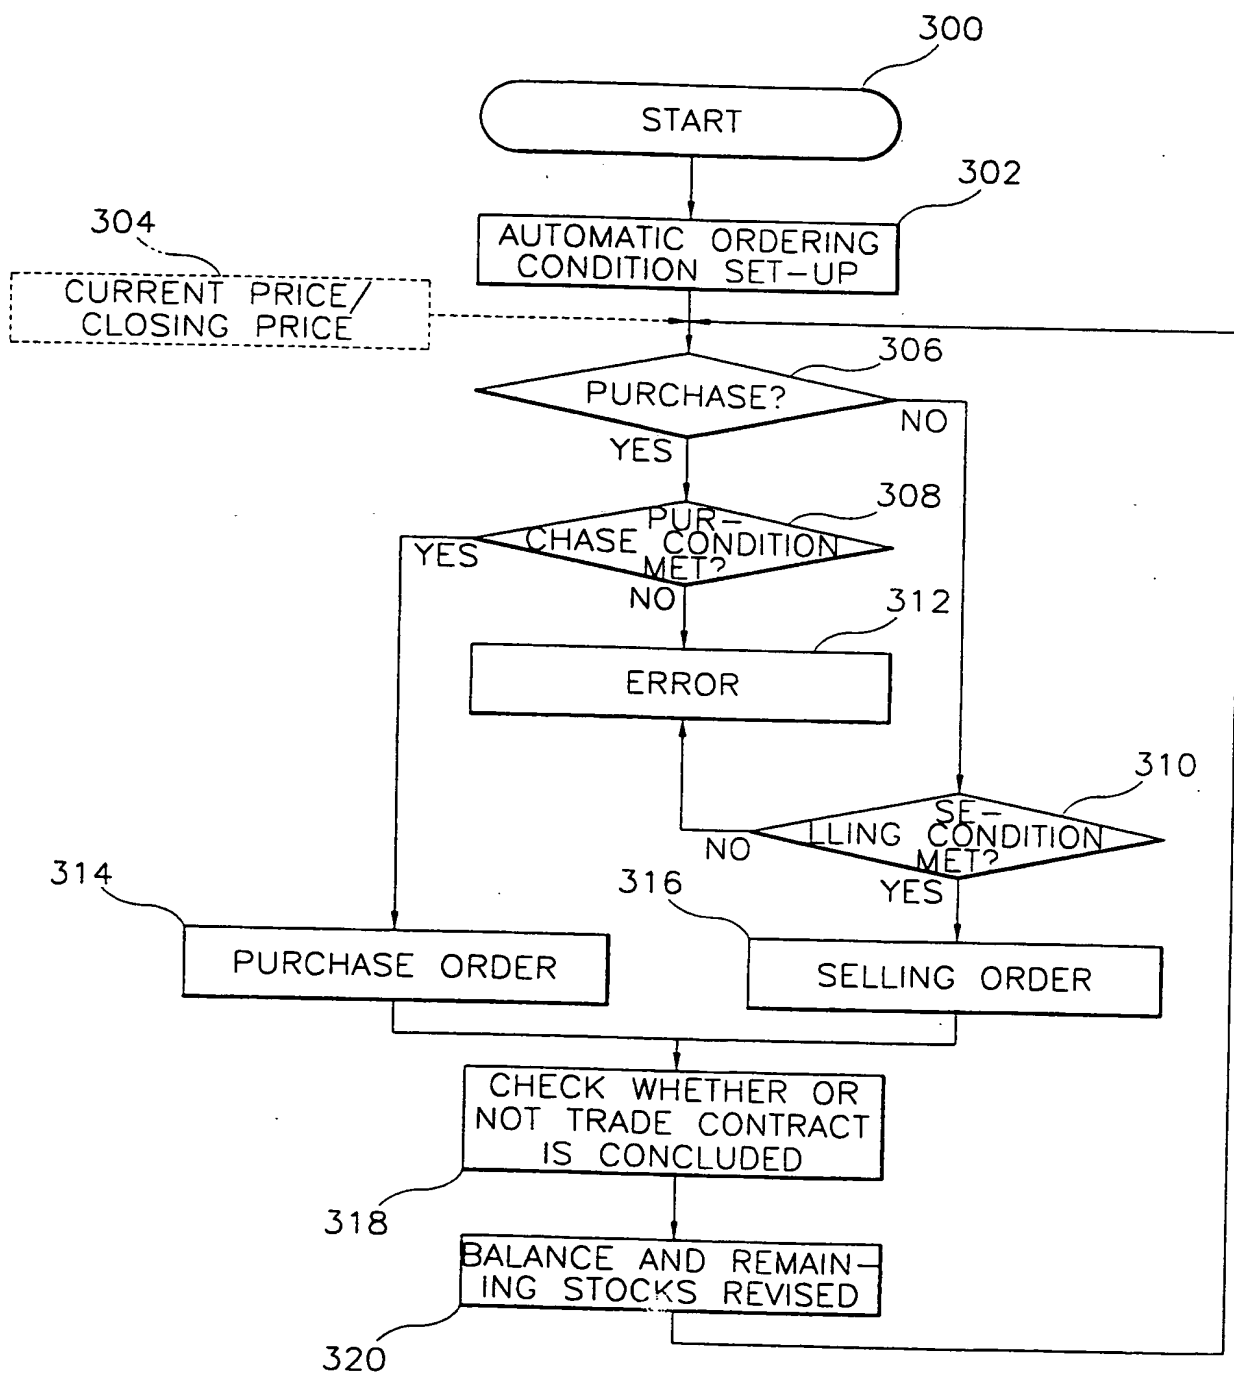 300
START
302
AUTOMATIC ORDERING
CONDITION SET-UP
304
CURRENT PRICE/
CLOSING PRICE
306
PURCHASE?
NO
YES
308
PUR-
CHASE CONDITION
MET?
YES
NO
312
ERROR
310
SE-
LLING CONDITION
MET?
NO
YES
314
PURCHASE ORDER
316
SELLING ORDER
CHECK WHETHER OR
NOT TRADE CONTRACT
IS CONCLUDED
318
BALANCE AND REMAIN-
ING STOCKS REVISED
320